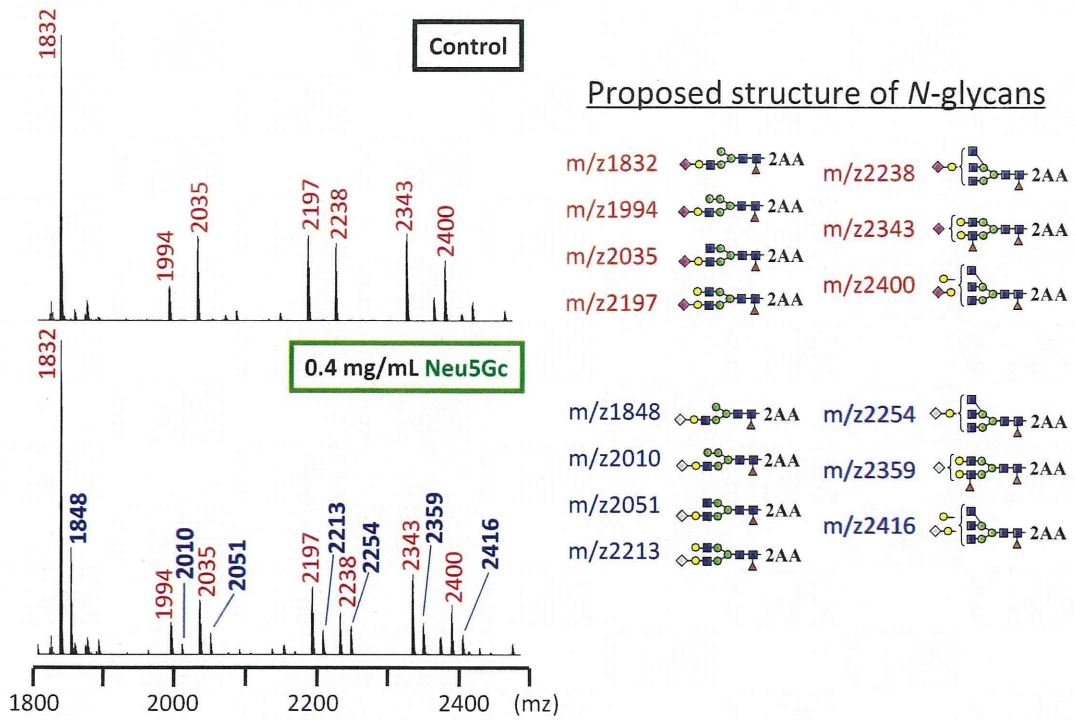 1832
Control
1994
2035
2197
2238
2343
2400
1832
0.4 mg/mL Neu5Gc
1848
1994
2010
2035
2051
2197
2213
2238
2254
2343
2359
2400
2416
1800
2000
2200
2400
(mz)
Proposed structure of N-glycans
m/z1832 2AA
m/z1994 2AA
m/z2035 2AA
m/z2197 2AA
m/z2238 2AA
m/z2343 2AA
m/z2400 2AA
m/z1848 2AA
m/z2010 2AA
m/z2051 2AA
m/z2213 2AA
m/z2254 2AA
m/z2359 2AA
m/z2416 2AA